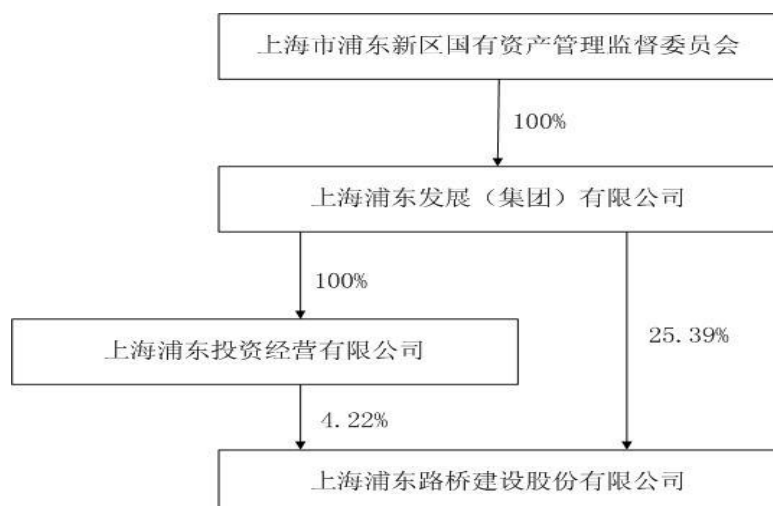 上海市浦东新区国有资产管理监督委员会
100%
上海浦东发展（集团）有限公司
100%
25.39%
上海浦东投资经营有限公司
4.22%
上海浦东路桥建设股份有限公司